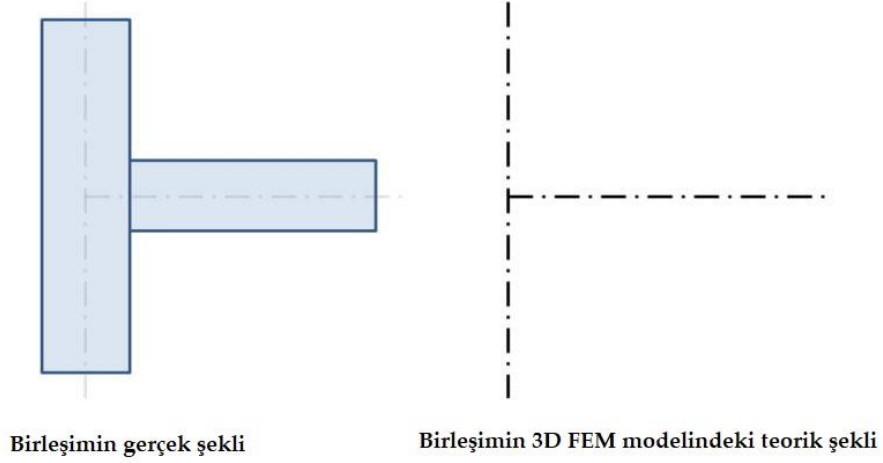 Birleşimin gerçek şekli
Birleşimin 3D FEM modelindeki teorik şekli